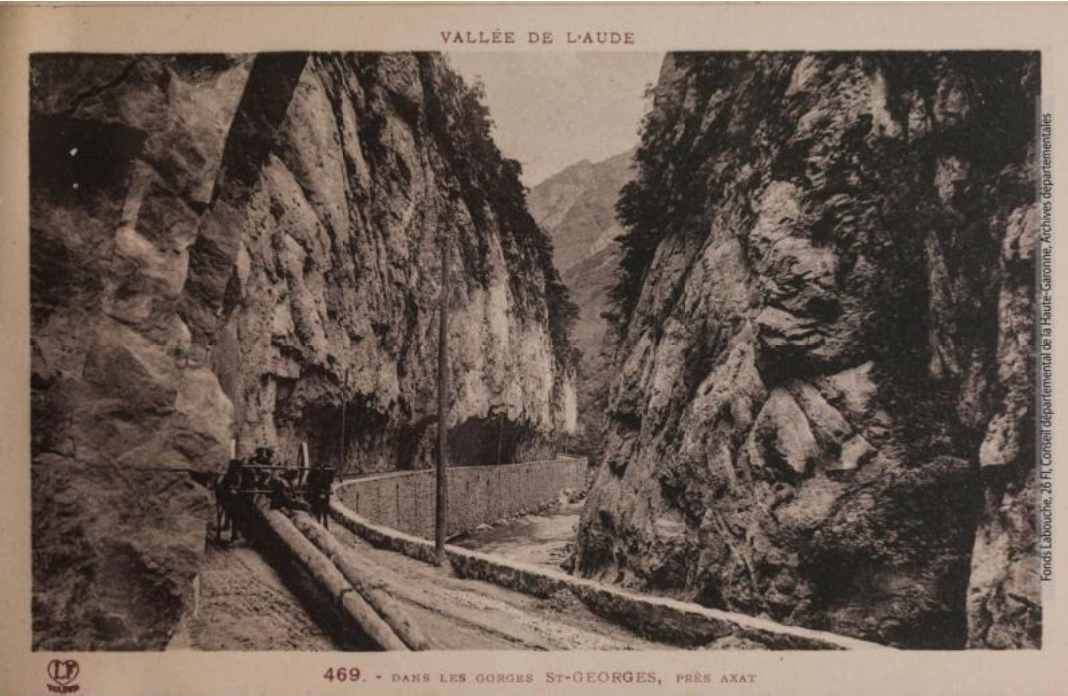 VALLÉE DE L'AUDE
Fonds Labouche, 26 FI, Conseil départemental de la Haute-Garonne, Archives départementales
LF
469. - DANS LES GORGES ST-GEORGES, PRÈS AXAT